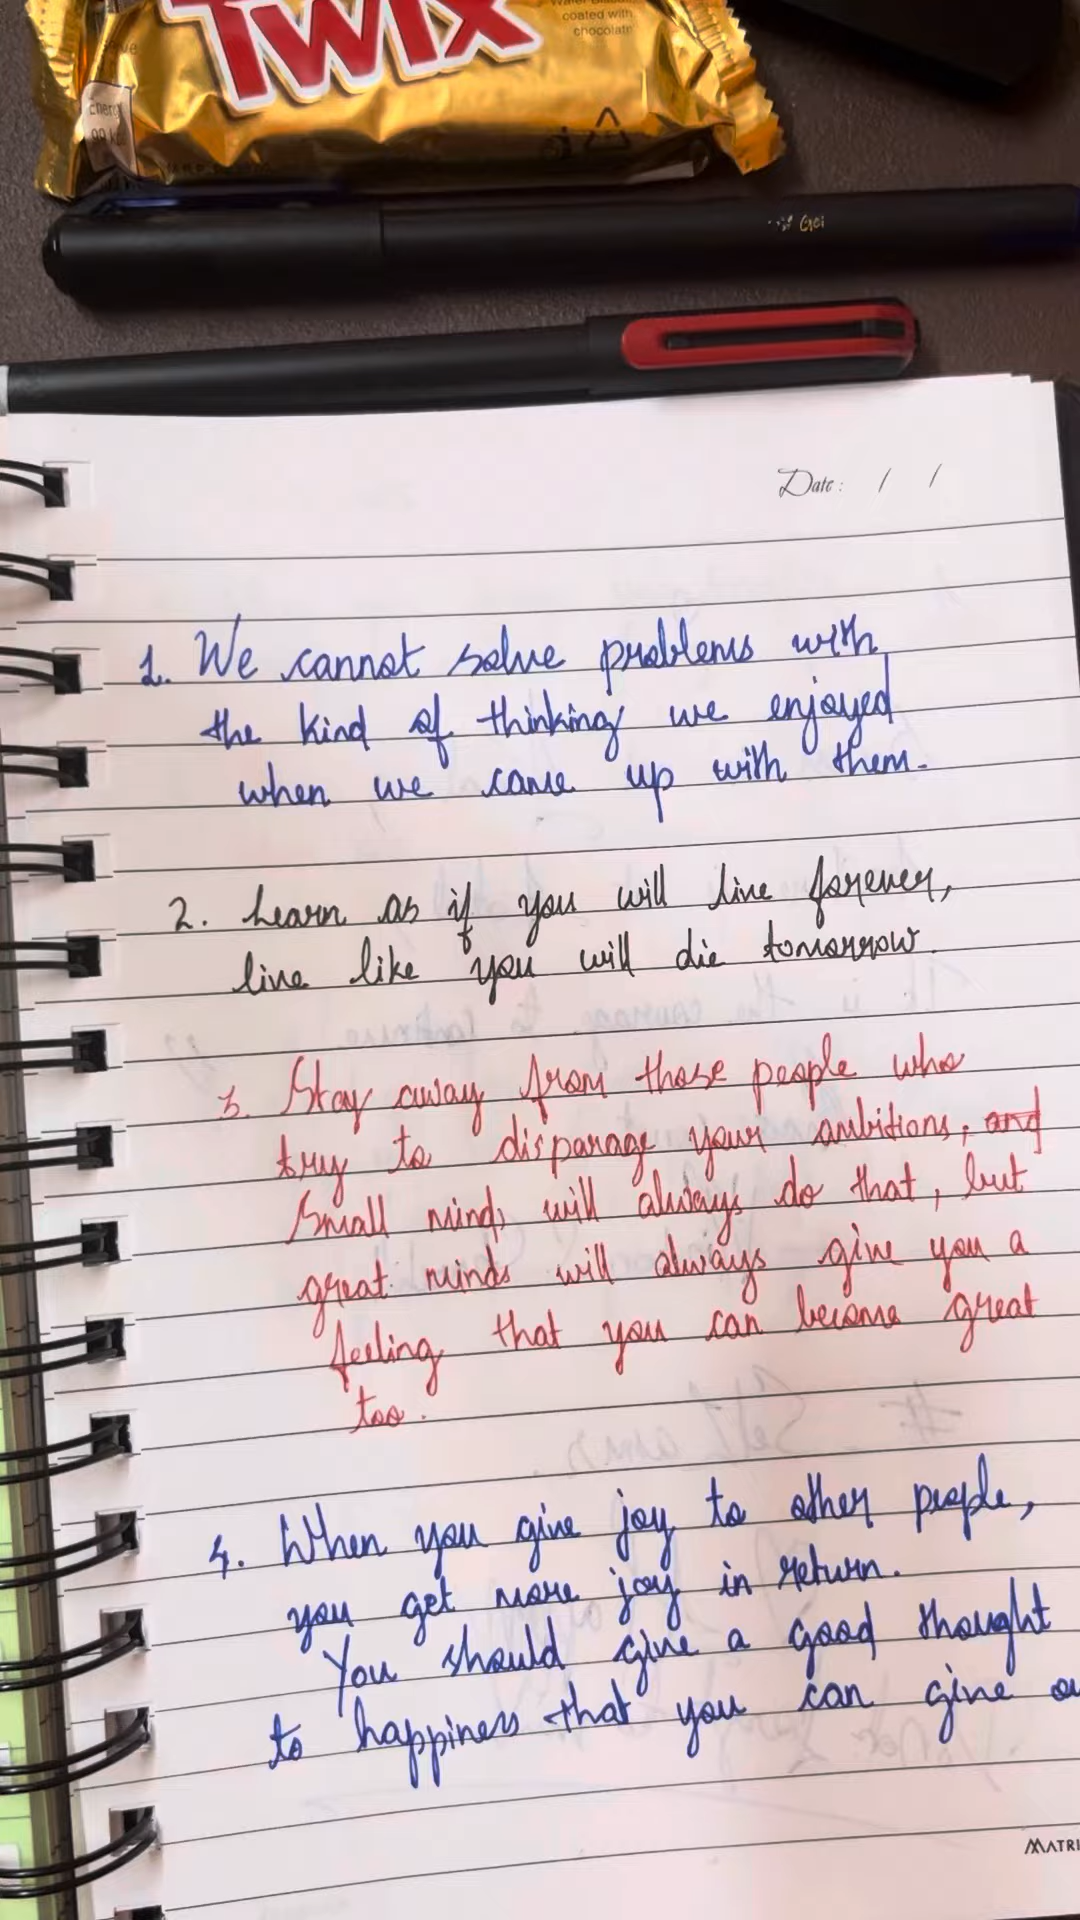 TWIX
coated with
chocolate
Energ
99 k
Date: / /
1. We cannot solve problems with
the kind of thinking we enjoyed
when we came up with them.
2. Learn as if you will live forever,
live like you will die tomorrow.
3. Stay away from those people who
try to disparage your ambitions, and
Small minds will always do that, but
great minds will always give you a
feeling that you can become great
too.
4. When you give joy to other people,
you get more joy in return.
You should give a good thought
to happiness that you can give ou
MATRI